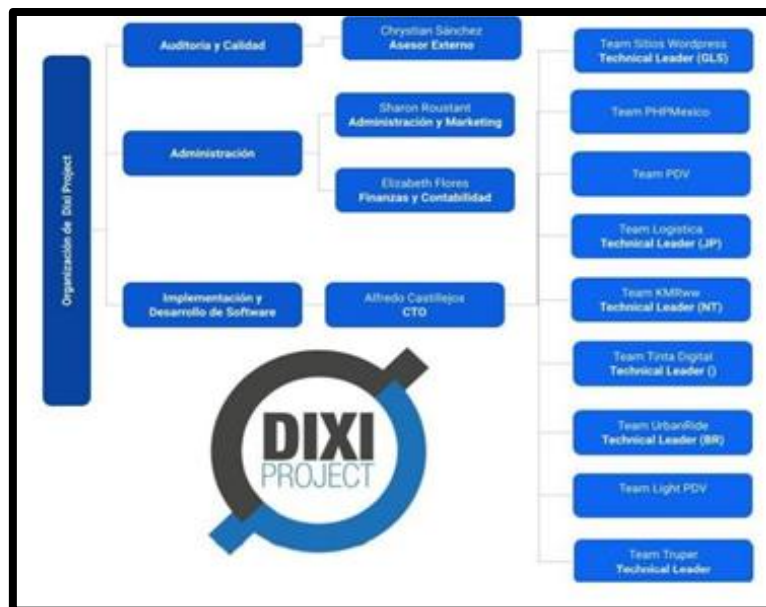 Organización de Dixi Project
Auditoria y Calidad
Chrystian Sánchez
Asesor Externo
Administración
Sharon Roustant
Administración y Marketing
Elizabeth Flores
Finanzas y Contabilidad
Implementación y
Desarrollo de Software
Alfredo Castillejos
CTO
Team Sitios Wordpress
Technical Leader (GLS)
Team PHPMexico
Team PDV
Team Logística
Technical Leader (JP)
Team KMRww
Technical Leader (NT)
Team Tinta Digital
Technical Leader ()
Team UrbanRide
Technical Leader (BR)
Team Light PDV
Team Truper
Technical Leader
DIXI
PROJECT